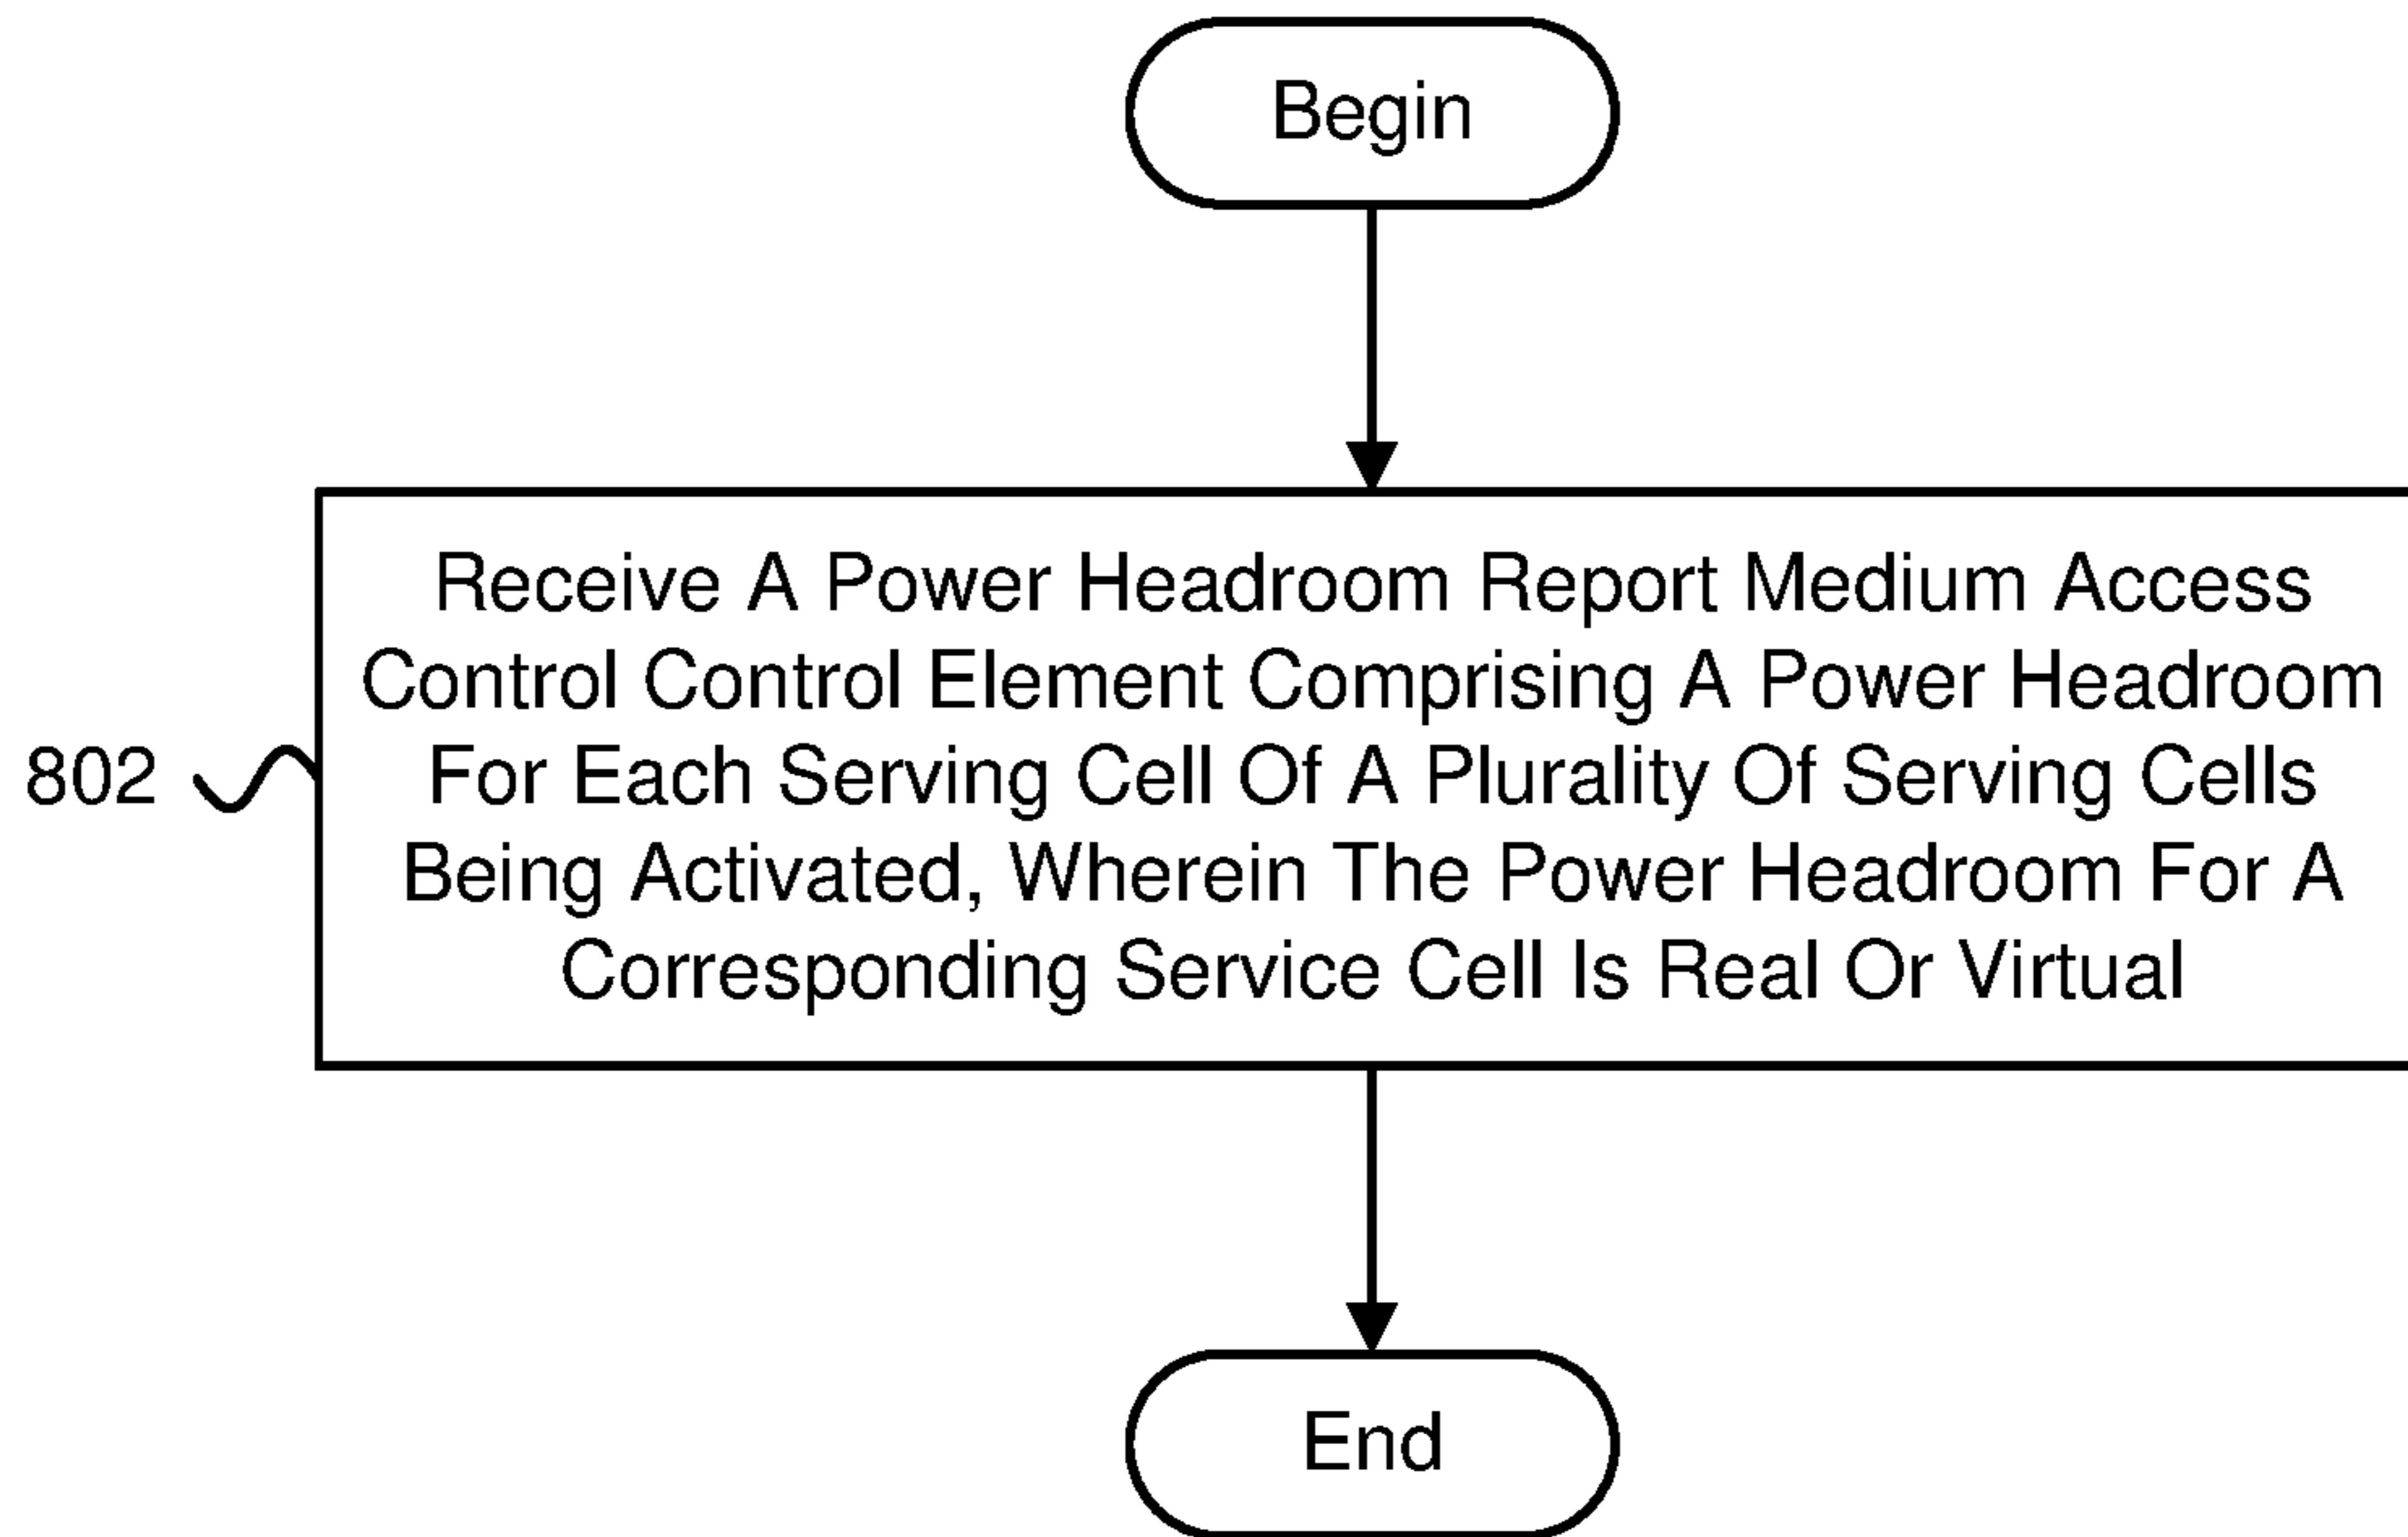 Begin
Receive A Power Headroom Report Medium Access
Control Control Element Comprising A Power Headroom
For Each Serving Cell Of A Plurality Of Serving Cells
Being Activated, Wherein The Power Headroom For A
Corresponding Service Cell Is Real Or Virtual
802
End